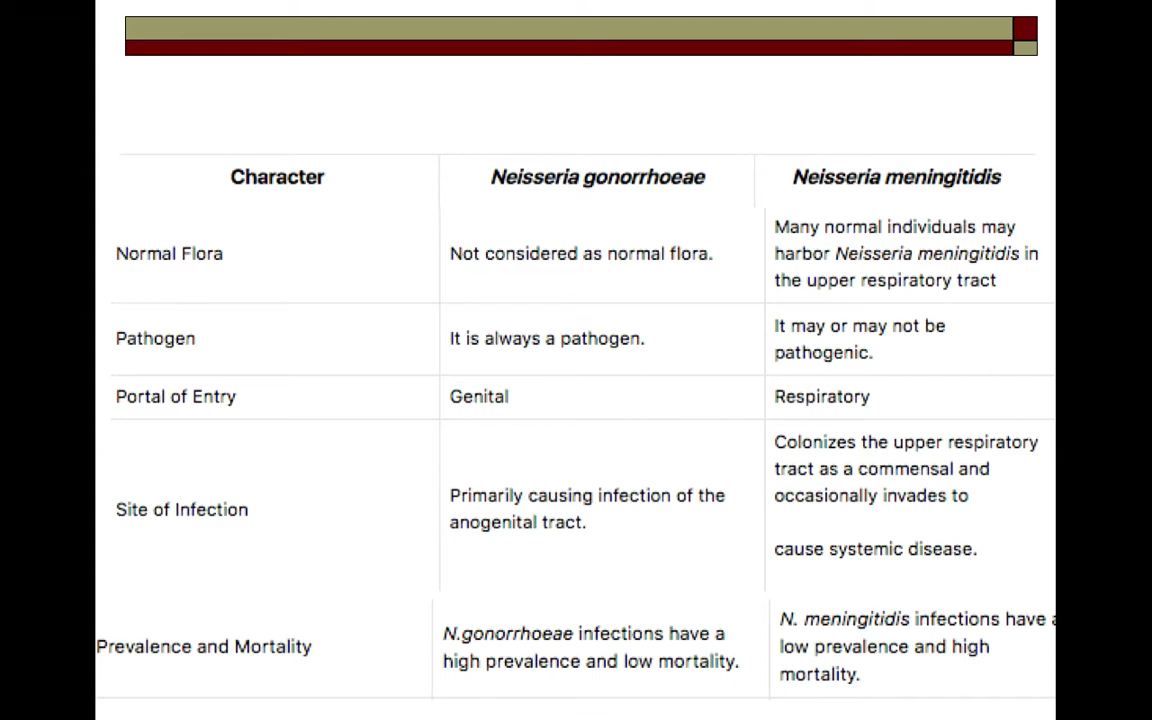 Character Neisseria gonorrhoeae Neisseria meningitidis
Normal Flora
Not considered as normal flora.
Many normal individuals may
harbor Neisseria meningitidis in
the upper respiratory tract
Pathogen
It is always a pathogen.
It may or may not be
pathogenic.
Portal of Entry
Genital
Respiratory
Site of Infection
Primarily causing infection of the
anogenital tract.
Colonizes the upper respiratory
tract as a commensal and
occasionally invades to
cause systemic disease.
Prevalence and Mortality
N.gonorrhoeae infections have a
high prevalence and low mortality.
N. meningitidis infections have a
low prevalence and high
mortality.